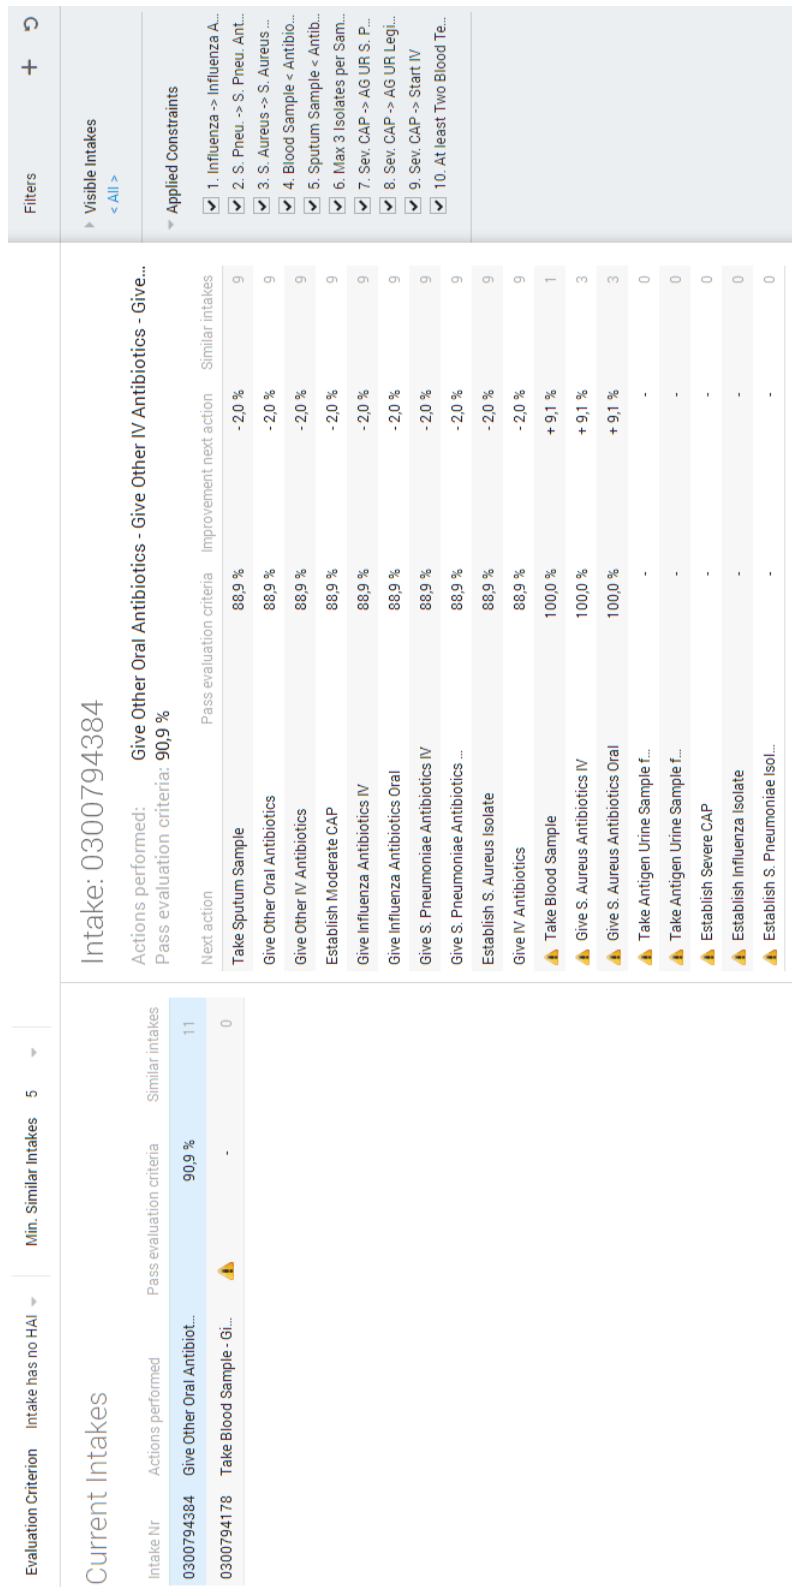 Evaluation Criterion Intake has no HAI Min. Similar Intakes 5
Current Intakes
Intake Nr Actions performed Pass evaluation criteria Similar intakes
0300794384 Give Other Oral Antibiot... 90,9 % 11
0300794178 Take Blood Sample - Gi... - 0
Intake: 0300794384
Actions performed: Give Other Oral Antibiotics - Give Other IV Antibiotics - Give...
Pass evaluation criteria: 90,9 %
Next action Pass evaluation criteria Improvement next action Similar intakes
Take Sputum Sample 88,9 % - 2,0 % 9
Give Other Oral Antibiotics 88,9 % - 2,0 % 9
Give Other IV Antibiotics 88,9 % - 2,0 % 9
Establish Moderate CAP 88,9 % - 2,0 % 9
Give Influenza Antibiotics IV 88,9 % - 2,0 % 9
Give Influenza Antibiotics Oral 88,9 % - 2,0 % 9
Give S. Pneumoniae Antibiotics IV 88,9 % - 2,0 % 9
Give S. Pneumoniae Antibiotics ... 88,9 % - 2,0 % 9
Establish S. Aureus Isolate 88,9 % - 2,0 % 9
Give IV Antibiotics 88,9 % - 2,0 % 9
Take Blood Sample 100,0 % + 9,1 % 1
Give S. Aureus Antibiotics IV 100,0 % + 9,1 % 3
Give S. Aureus Antibiotics Oral 100,0 % + 9,1 % 3
Take Antigen Urine Sample f... - - 0
Take Antigen Urine Sample f... - - 0
Establish Severe CAP - - 0
Establish Influenza Isolate - - 0
Establish S. Pneumoniae Isol... - - 0
Filters +
Visible Intakes
< All >
Applied Constraints
1. Influenza -> Influenza A...
2. S. Pneu. -> S. Pneu. Ant...
3. S. Aureus -> S. Aureus ...
4. Blood Sample < Antibio...
5. Sputum Sample < Antib...
6. Max 3 Isolates per Sam...
7. Sev. CAP -> AG UR S. P...
8. Sev. CAP -> AG UR Legi...
9. Sev. CAP -> Start IV
10. At least Two Blood Te...